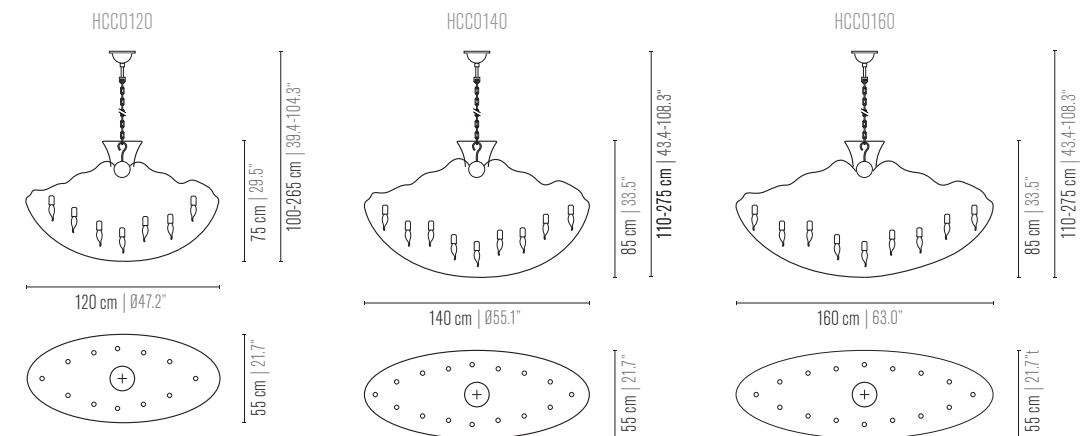 HCCO120
75 cm | 29.5"
100-265 cm | 39.4-104.3"
120 cm | Ø47.2"
55 cm | 21.7"
HCCO140
85 cm | 33.5"
110-275 cm | 43.4-108.3"
140 cm | Ø55.1"
55 cm | 21.7"
HCCO160
85 cm | 33.5"
110-275 cm | 43.4-108.3"
160 cm | 63.0"
55 cm | 21.7"t